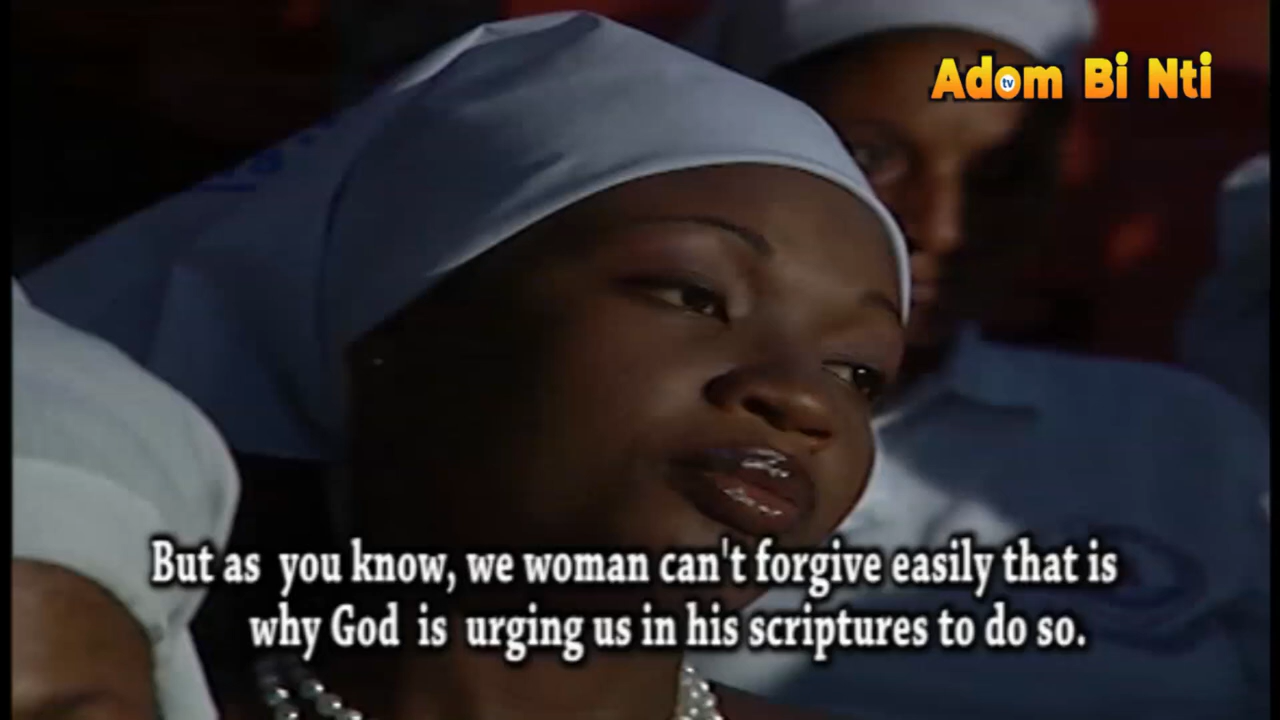 Adom Bi Nti
tv
But as you know, we woman can't forgive easily that is
why God is urging us in his scriptures to do so.